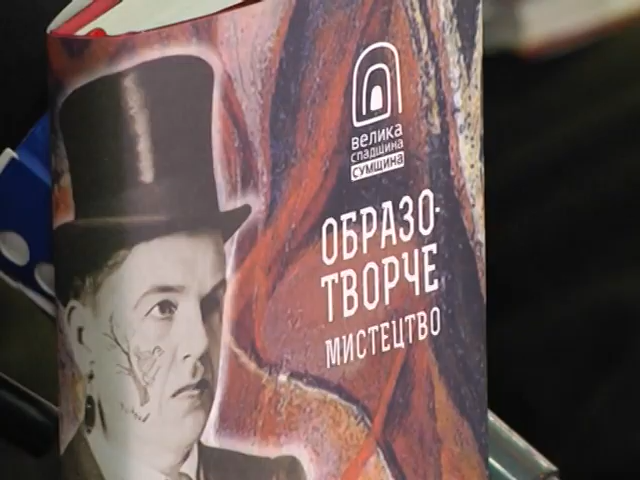 велика
спадщина
сумщина
ОБРАЗО-
ТВОРЧЕ
МИСТЕЦТВО